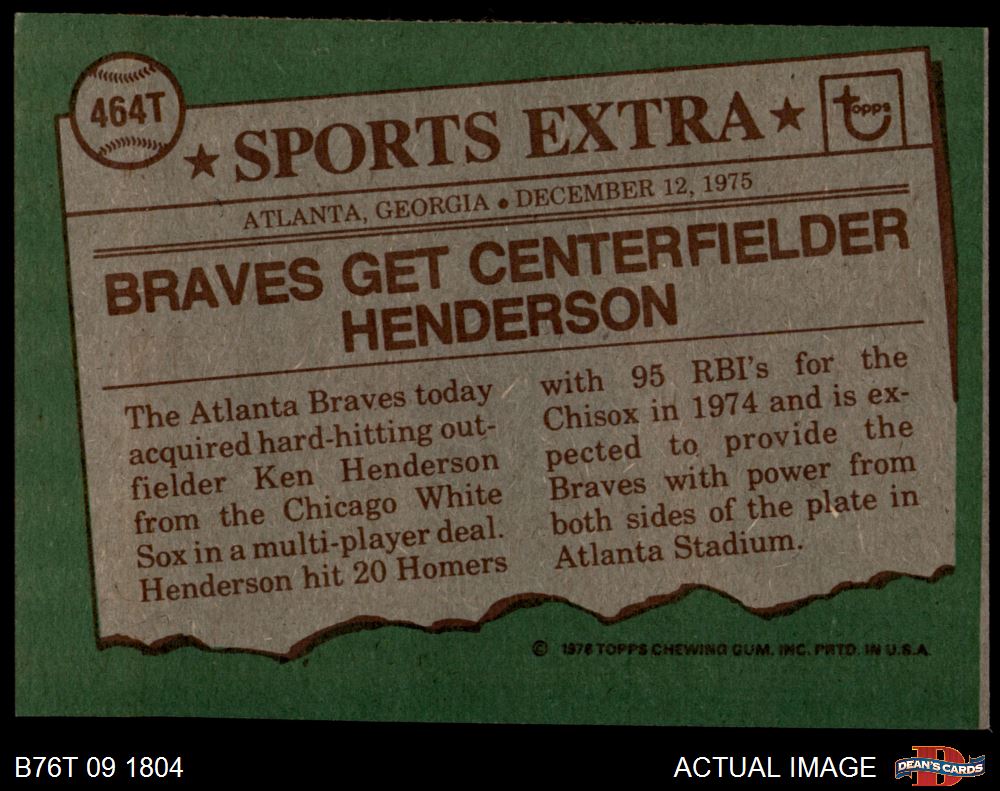 464T
★ SPORTS EXTRA ★
Topps
ATLANTA, GEORGIA • DECEMBER 12, 1975
BRAVES GET CENTERFIELDER
HENDERSON
The Atlanta Braves today
acquired hard-hitting out-
fielder Ken Henderson
from the Chicago White
Sox in a multi-player deal.
Henderson hit 20 Homers
with 95 RBI's for the
Chisox in 1974 and is ex-
pected to provide the
Braves with power from
both sides of the plate in
Atlanta Stadium.
© 1976 TOPPS CHEWING GUM, INC. PRTD. IN U.S.A.
B76T 09 1804
ACTUAL IMAGE
D
DEAN'S CARDS